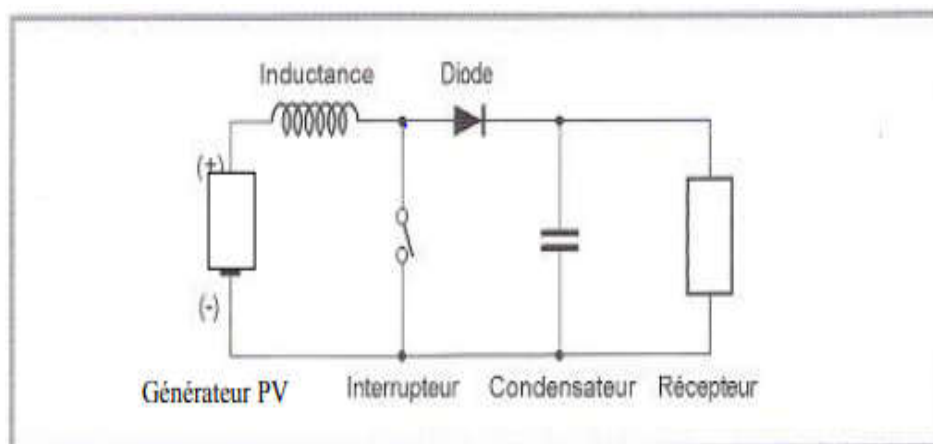 Inductance Diode
(+)
(-)
Générateur PV Interrupteur Condensateur Récepteur